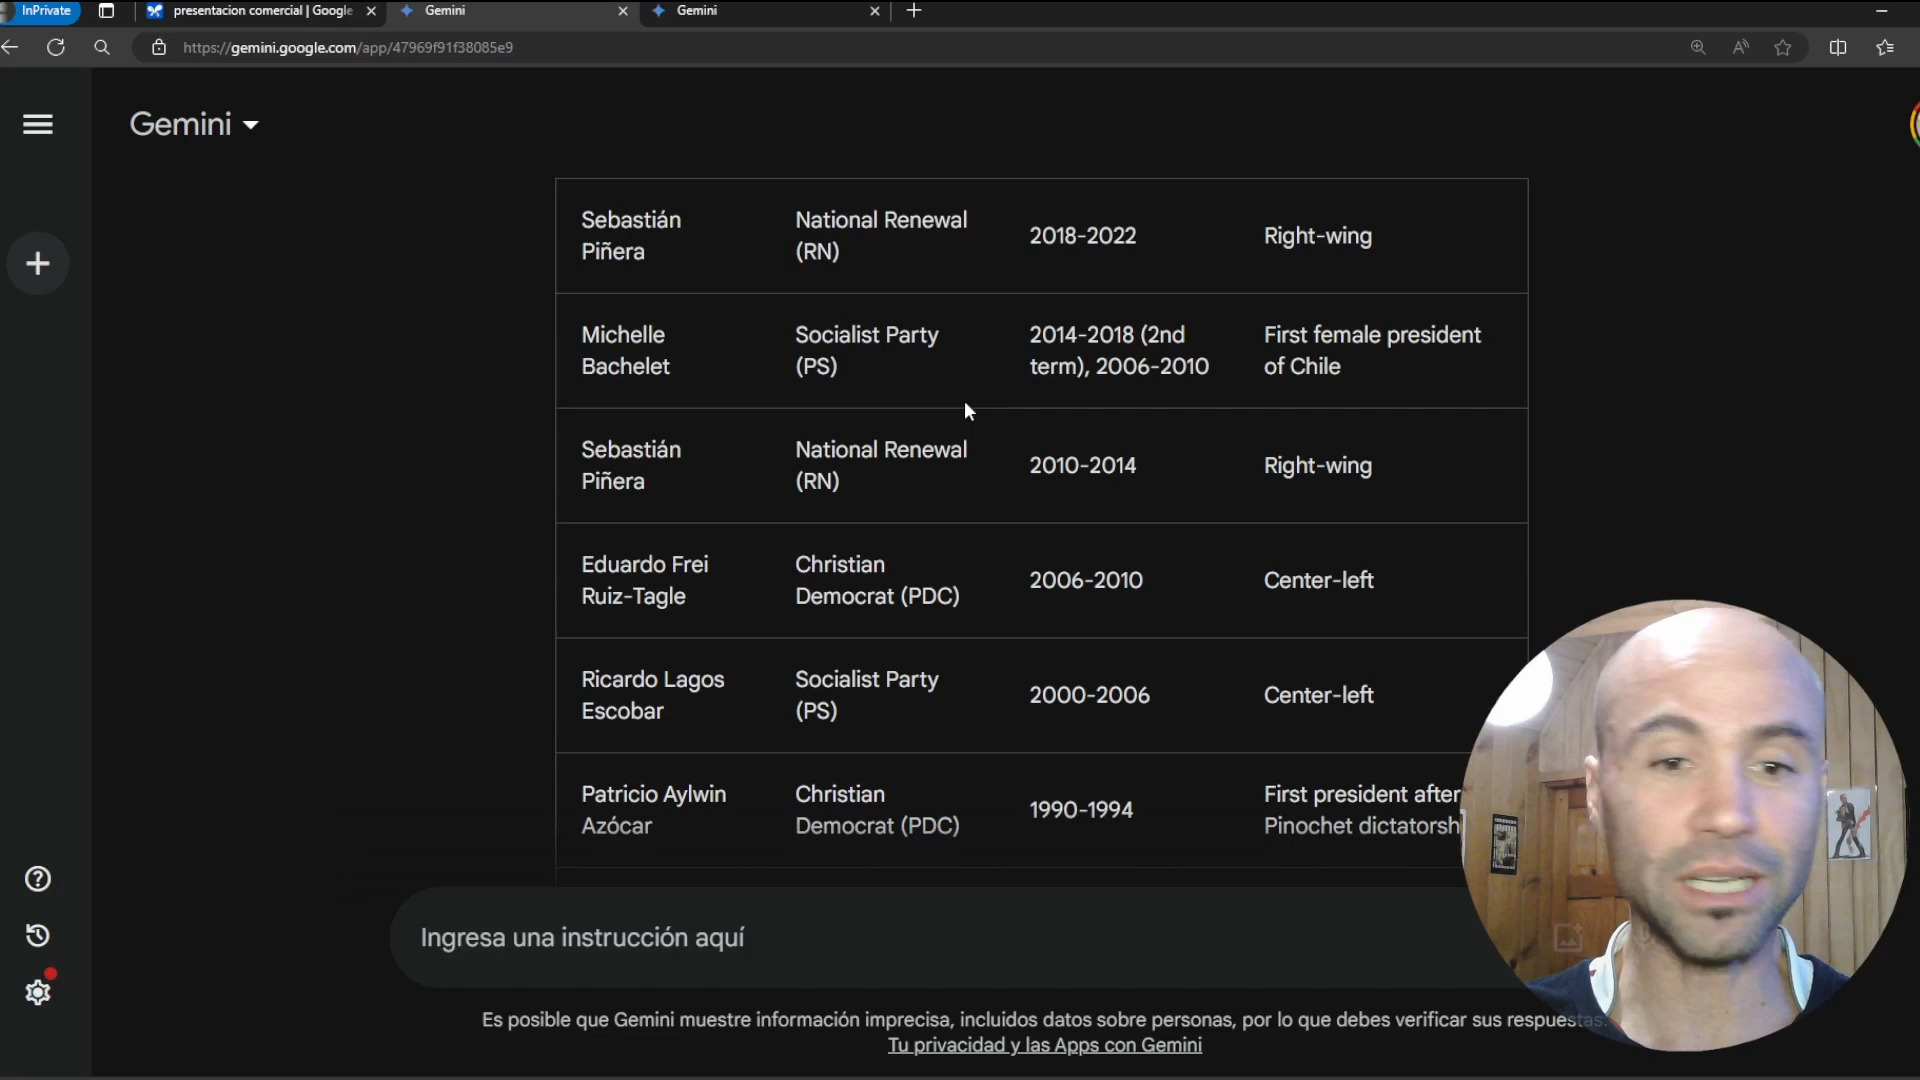 InPrivate
presentacion comercial | Google
Gemini
Gemini
https://gemini.google.com/app/47969f91f38085e9
Gemini
Sebastián
Piñera
National Renewal
(RN)
2018-2022
Right-wing
Michelle
Bachelet
Socialist Party
(PS)
2014-2018 (2nd
term), 2006-2010
First female president
of Chile
Sebastián
Piñera
National Renewal
(RN)
2010-2014
Right-wing
Eduardo Frei
Ruiz-Tagle
Christian
Democrat (PDC)
2006-2010
Center-left
Ricardo Lagos
Escobar
Socialist Party
(PS)
2000-2006
Center-left
Patricio Aylwin
Azócar
Christian
Democrat (PDC)
1990-1994
First president after
Pinochet dictatorsh
Ingresa una instrucción aquí
Es posible que Gemini muestre información imprecisa, incluidos datos sobre personas, por lo que debes verificar sus respuestas.
Tu privacidad y las Apps con Gemini